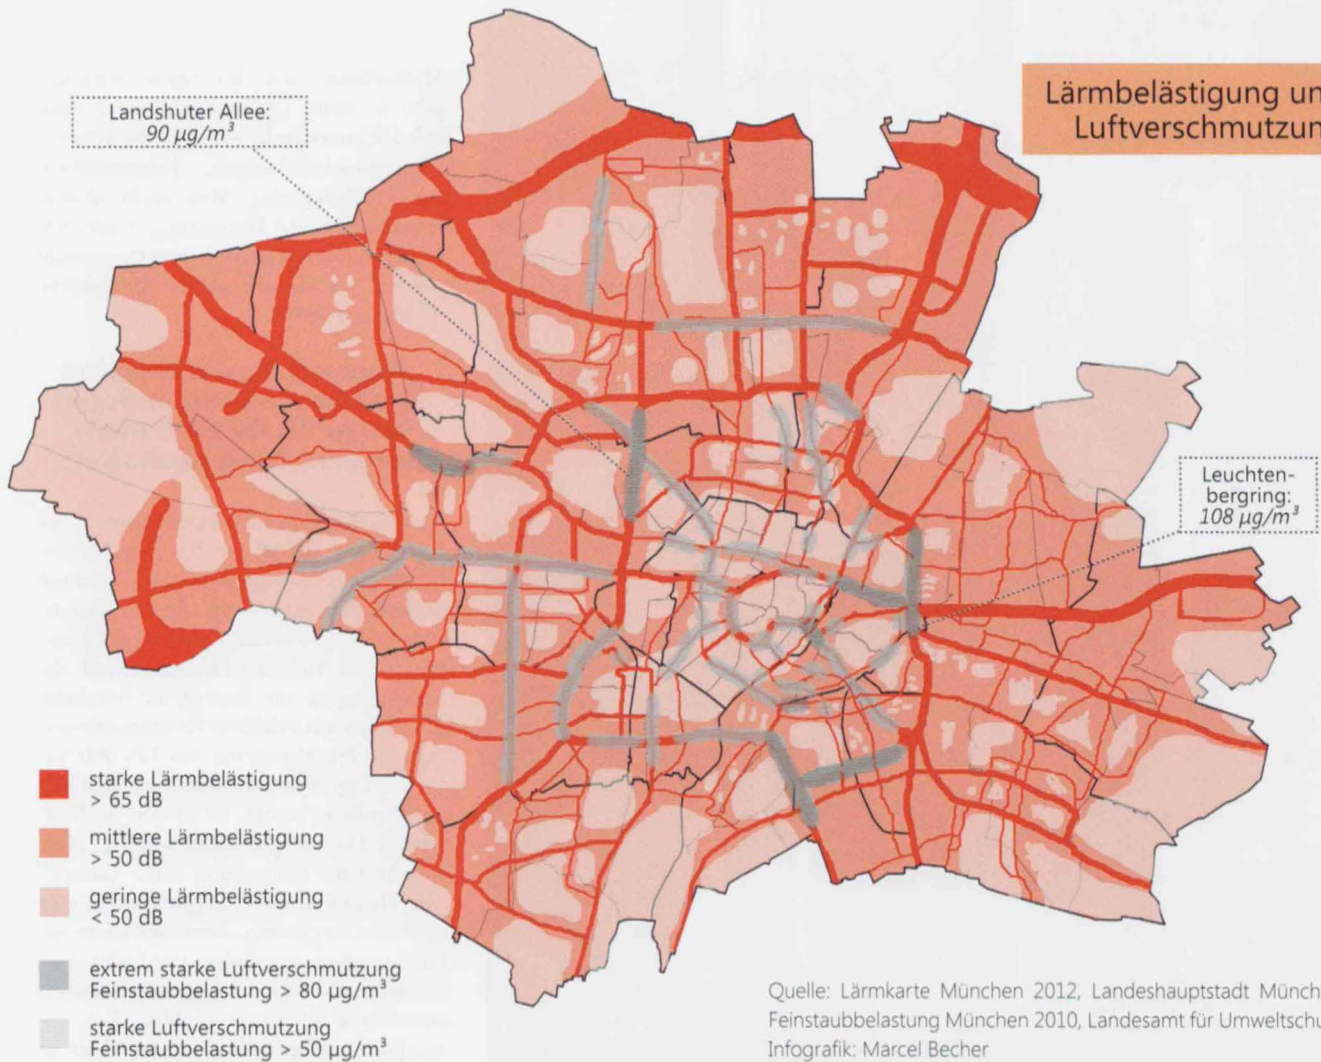 Landshuter Allee:
90 µg/m³
Lärmbelästigung un
Luftverschmutzun
Leuchten-
bergring:
108 µg/m³
starke Lärmbelästigung
> 65 dB
mittlere Lärmbelästigung
> 50 dB
geringe Lärmbelästigung
< 50 dB
extrem starke Luftverschmutzung
Feinstaubbelastung > 80 µg/m³
starke Luftverschmutzung
Feinstaubbelastung > 50 µg/m³
Quelle: Lärmkarte München 2012, Landeshauptstadt Münch
Feinstaubbelastung München 2010, Landesamt für Umweltschu
Infografik: Marcel Becher